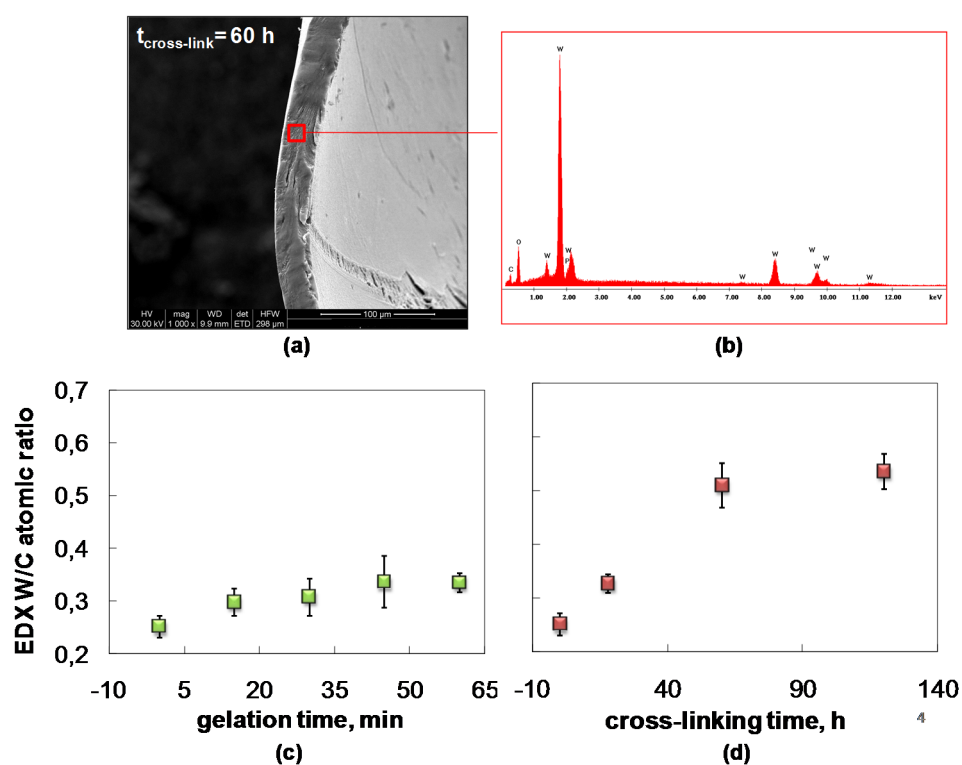 t cross-link = 60 h
HV mag WD det HFW
30.00 kV 1 000 x 9.9 mm ETD 298 µm
100 µm
(a)
W
O
C
W
W
P
W
W
W
W
W
W
1.00 2.00 3.00 4.00 5.00 6.00 7.00 8.00 9.00 10.00 11.00 12.00 keV
(b)
EDX W/C atomic ratio
0,7
0,6
0,5
0,4
0,3
0,2
-10 5 20 35 50 65
gelation time, min
(c)
-10 40 90 140
cross-linking time, h
4
(d)